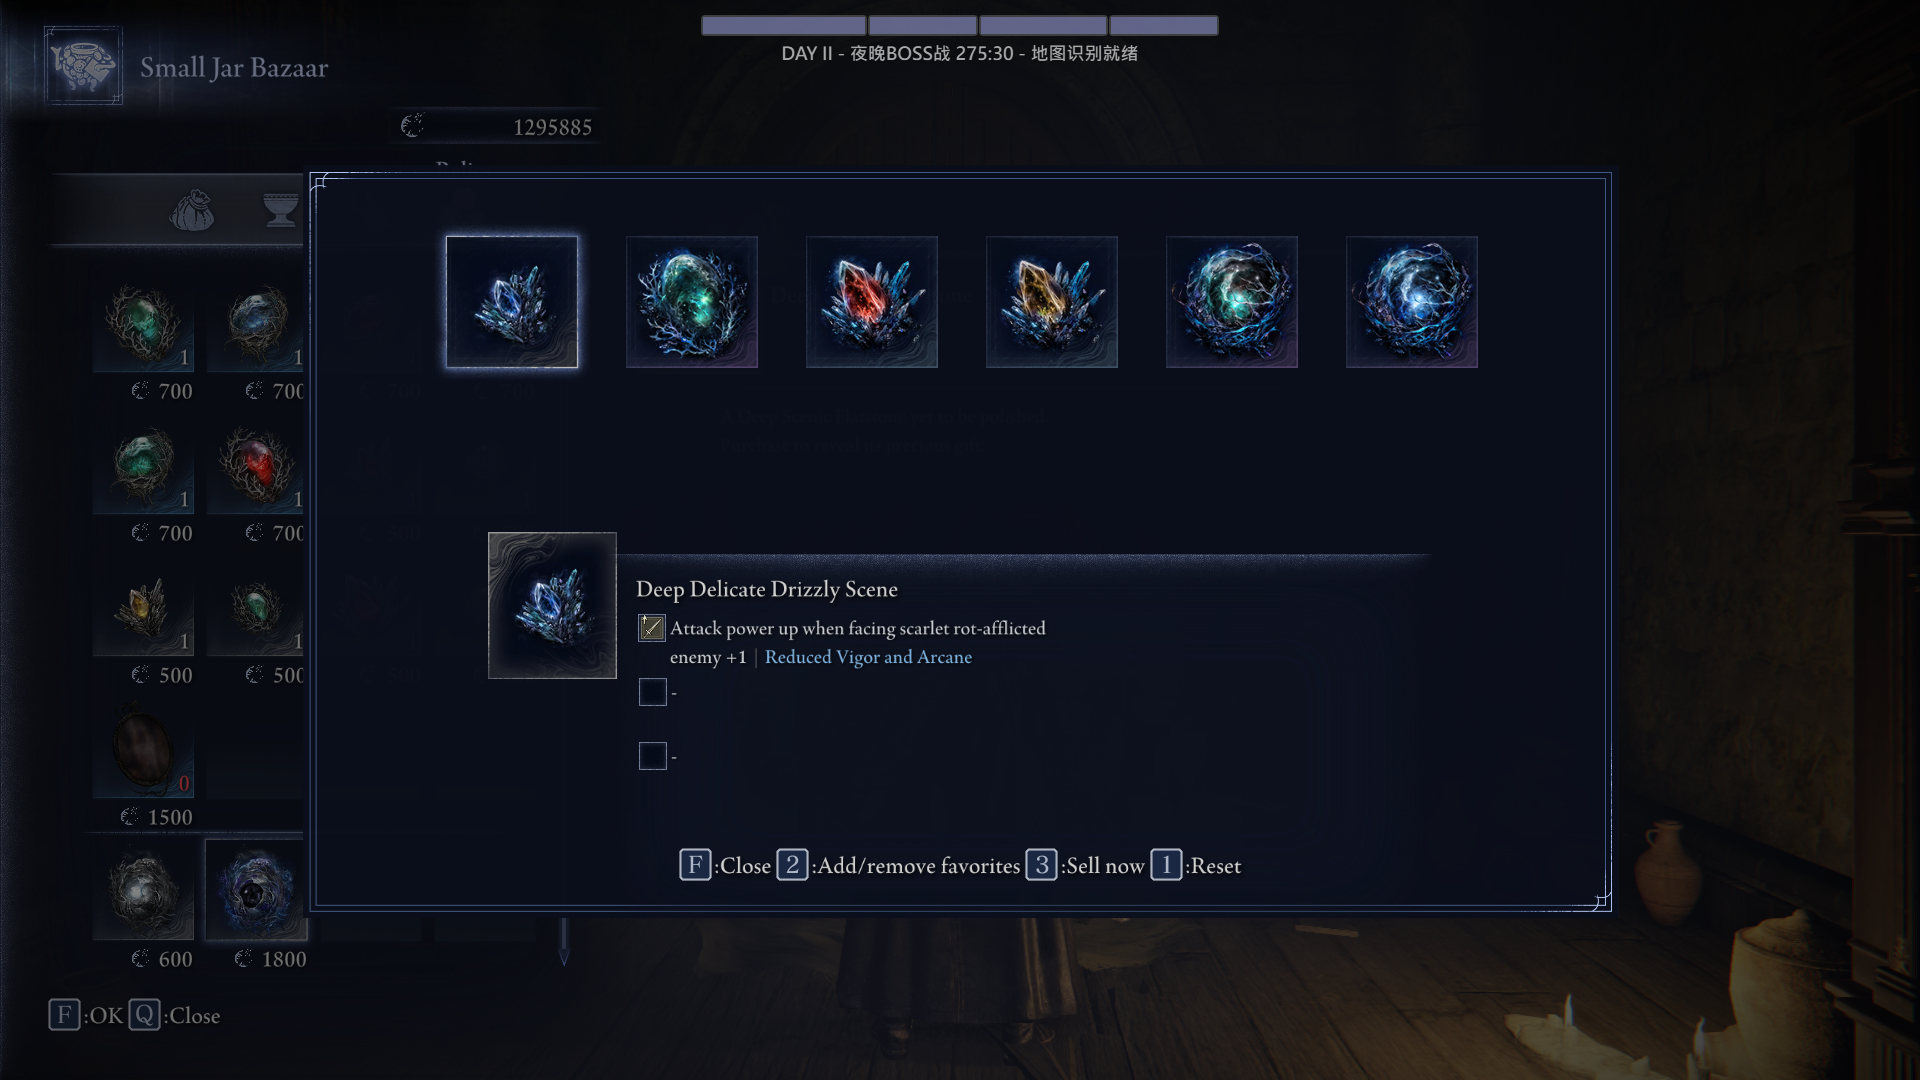 Small Jar Bazaar
DAY II - 夜晚BOSS战 275:30 - 地图识别就绪
1295885
1
1
700
700
1
1
700
700
1
1
500
500
0
1500
600
1800
Deep Delicate Drizzly Scene
Attack power up when facing scarlet rot-afflicted
enemy +1 | Reduced Vigor and Arcane
-
-
F:Close 2:Add/remove favorites 3:Sell now 1:Reset
F:OK Q:Close